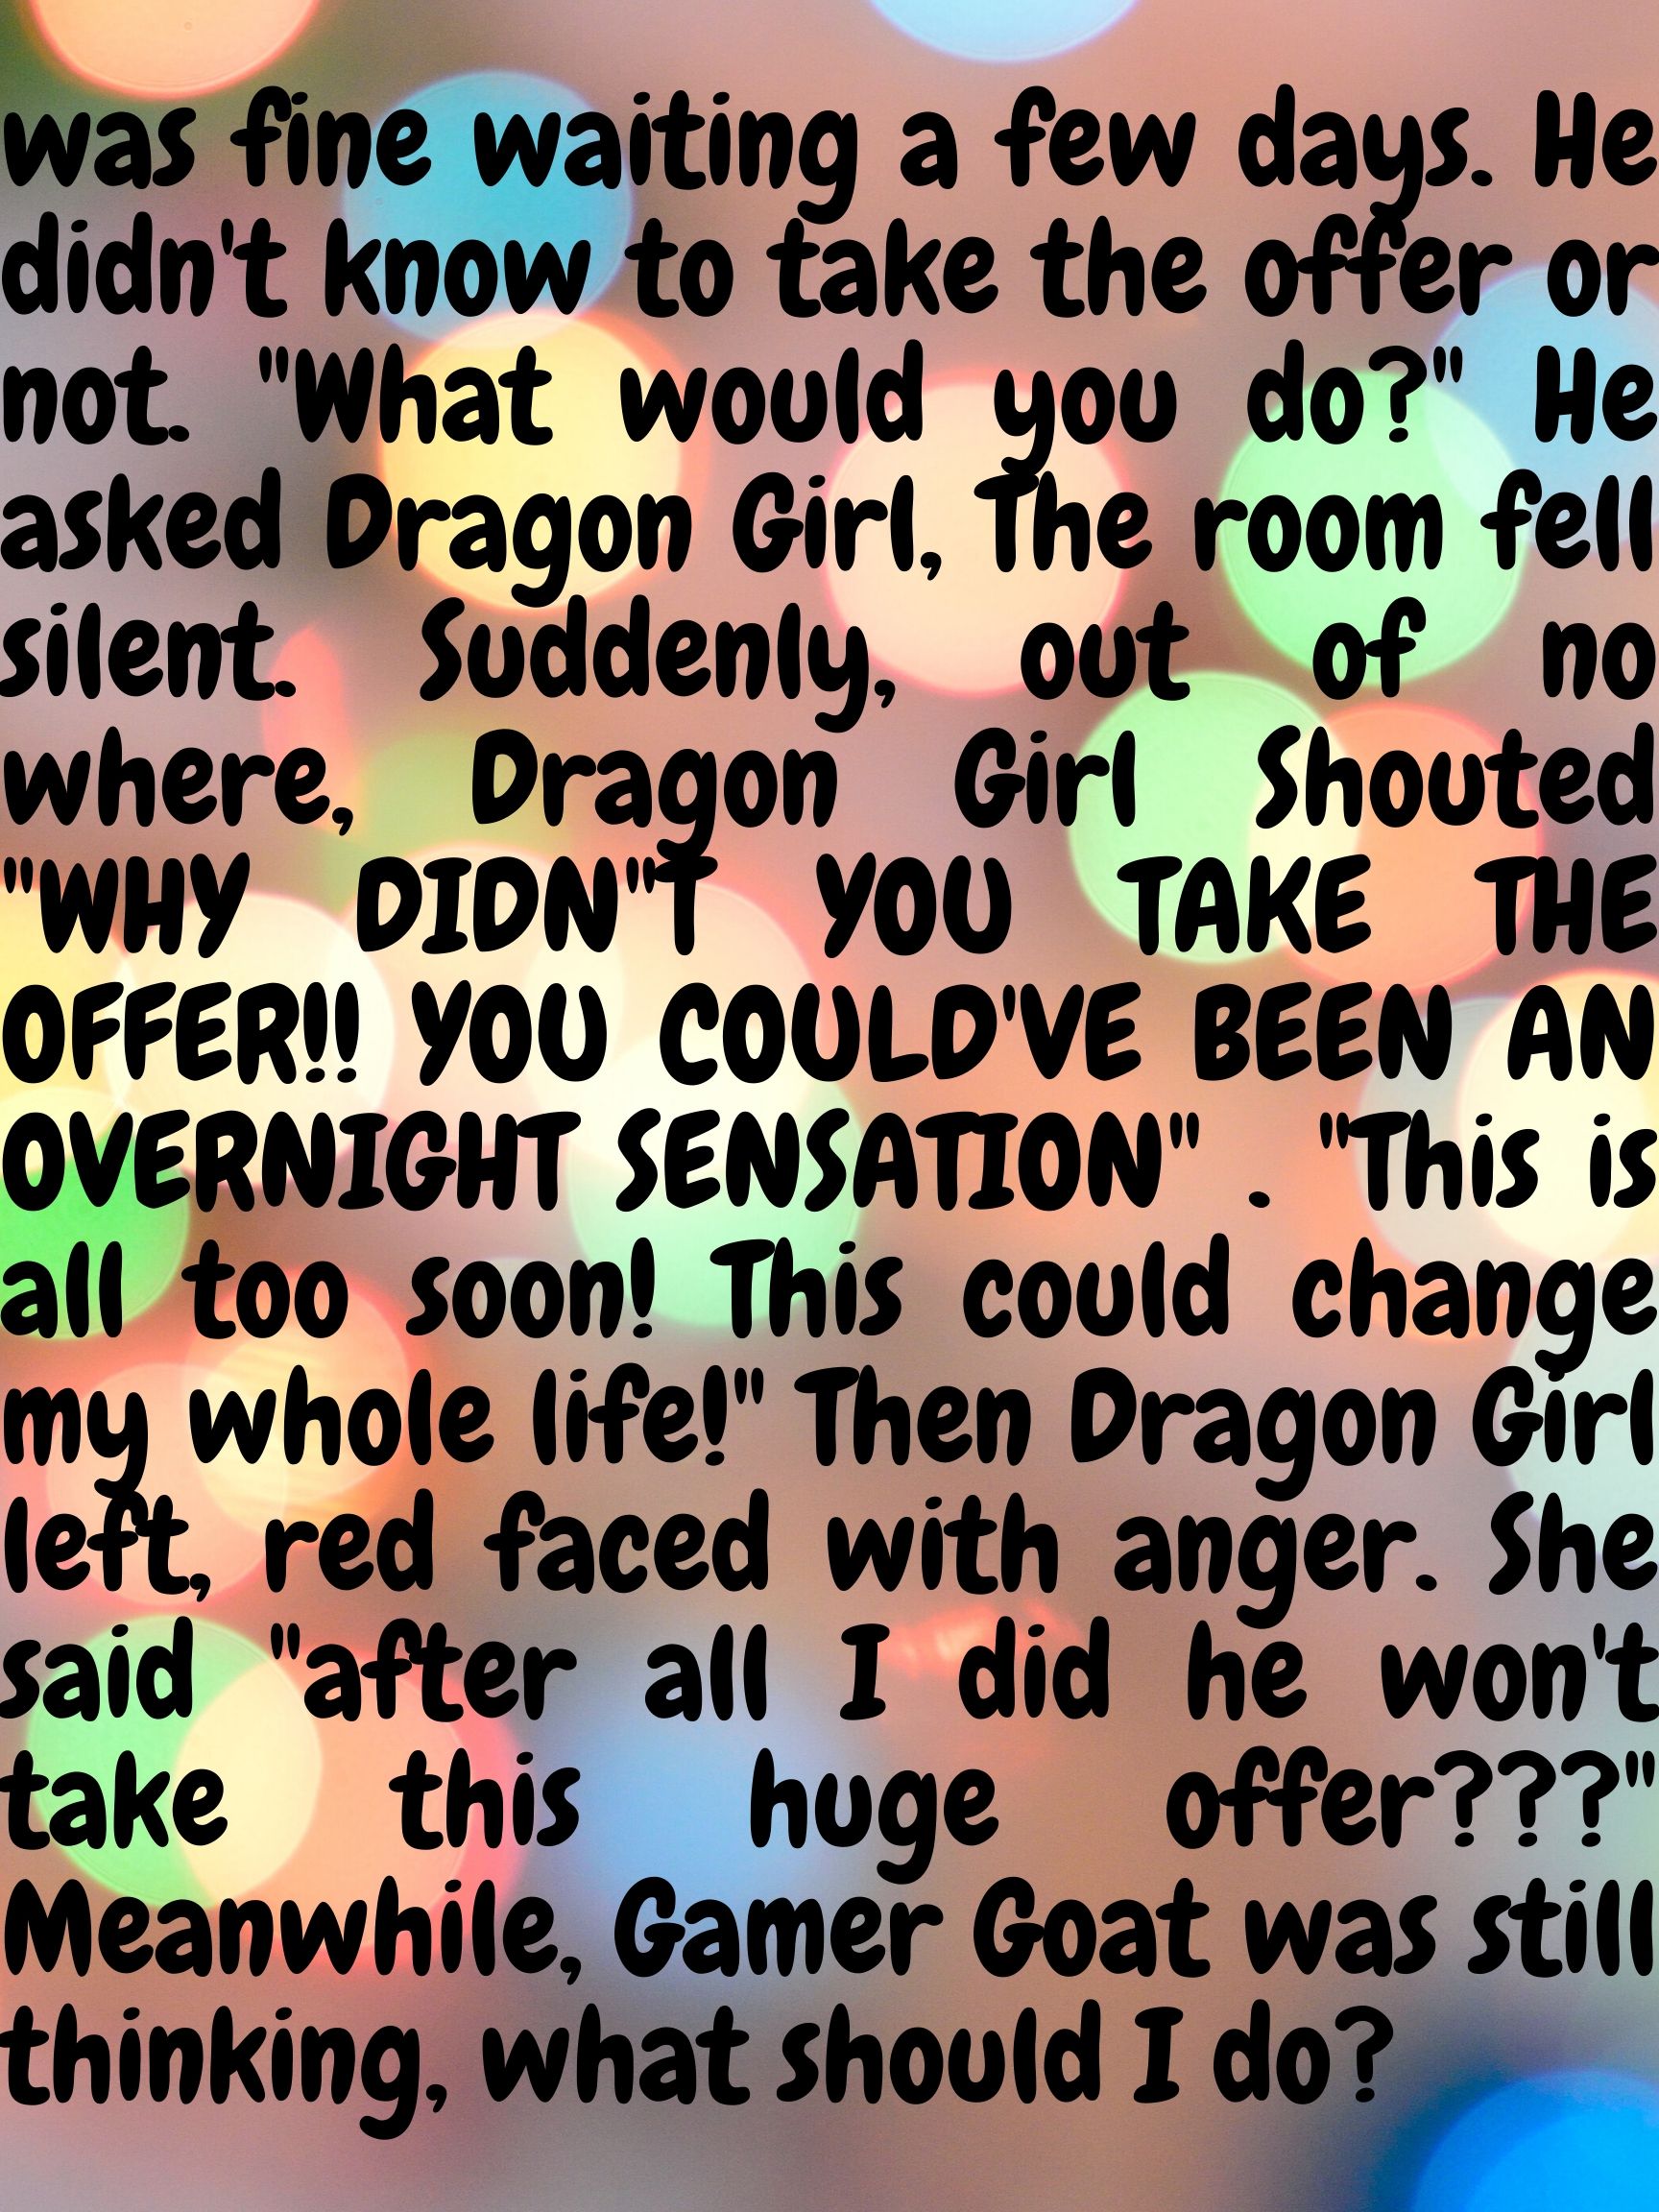 was fine waiting a few days. He
didn't know to take the offer or
not. "What would you do?" He
asked Dragon Girl, The room fell
silent. Suddenly, out of no
where, Dragon Girl Shouted
"WHY DIDN"T YOU TAKE THE
OFFER!! YOU COULD'VE BEEN AN
OVERNIGHT SENSATION" . "This is
all too soon! This could change
my whole life!" Then Dragon Girl
left, red faced with anger. She
said "after all I did he won't
take this huge offer???"
Meanwhile, Gamer Goat was still
thinking, what should I do?